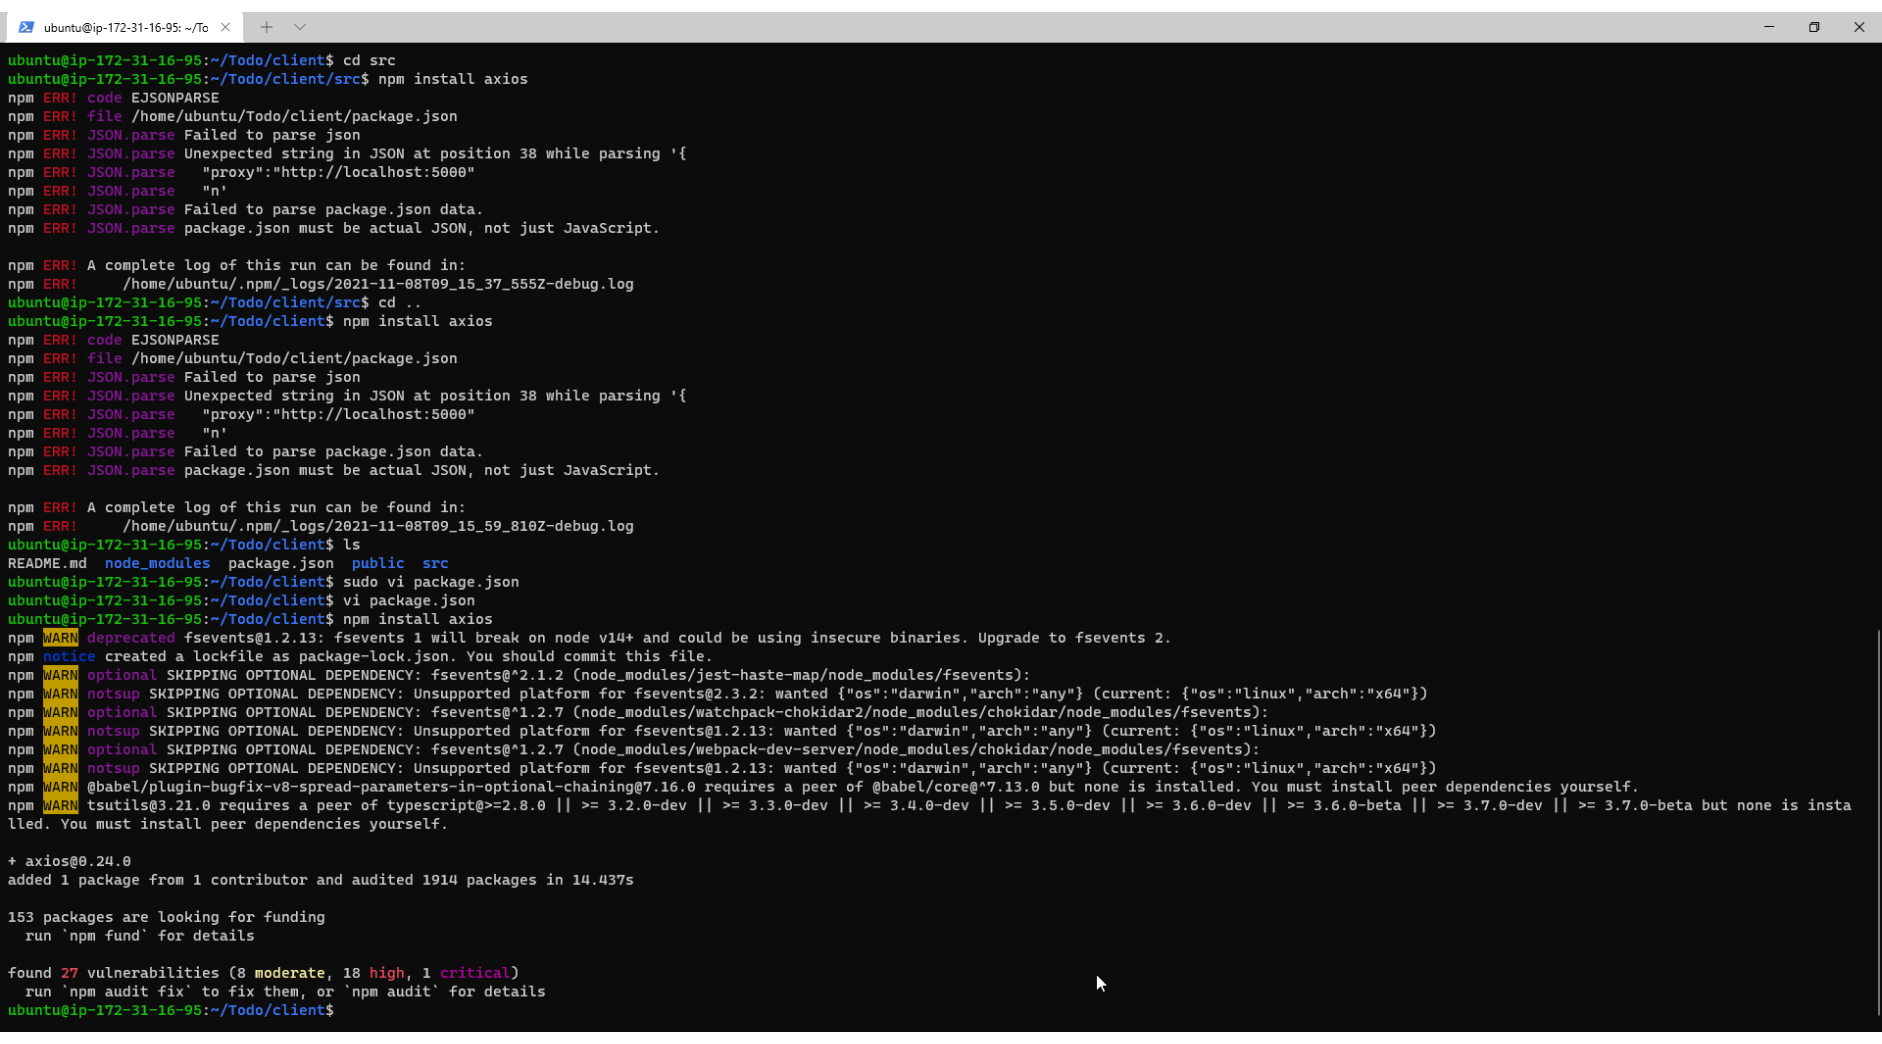 ubuntu@ip-172-31-16-95: ~/To
ubuntu@ip-172-31-16-95:~/Todo/client$ cd src
ubuntu@ip-172-31-16-95:~/Todo/client/src$ npm install axios
npm ERR! code EJSONPARSE
npm ERR! file /home/ubuntu/Todo/client/package.json
npm ERR! JSON.parse Failed to parse json
npm ERR! JSON.parse Unexpected string in JSON at position 38 while parsing '{
npm ERR! JSON.parse   "proxy":"http://localhost:5000"
npm ERR! JSON.parse   "n'
npm ERR! JSON.parse Failed to parse package.json data.
npm ERR! JSON.parse package.json must be actual JSON, not just JavaScript.
npm ERR! A complete log of this run can be found in:
npm ERR!     /home/ubuntu/.npm/_logs/2021-11-08T09_15_37_555Z-debug.log
ubuntu@ip-172-31-16-95:~/Todo/client/src$ cd ..
ubuntu@ip-172-31-16-95:~/Todo/client$ npm install axios
npm ERR! code EJSONPARSE
npm ERR! file /home/ubuntu/Todo/client/package.json
npm ERR! JSON.parse Failed to parse json
npm ERR! JSON.parse Unexpected string in JSON at position 38 while parsing '{
npm ERR! JSON.parse   "proxy":"http://localhost:5000"
npm ERR! JSON.parse   "n'
npm ERR! JSON.parse Failed to parse package.json data.
npm ERR! JSON.parse package.json must be actual JSON, not just JavaScript.
npm ERR! A complete log of this run can be found in:
npm ERR!     /home/ubuntu/.npm/_logs/2021-11-08T09_15_59_810Z-debug.log
ubuntu@ip-172-31-16-95:~/Todo/client$ ls
README.md  node_modules  package.json  public  src
ubuntu@ip-172-31-16-95:~/Todo/client$ sudo vi package.json
ubuntu@ip-172-31-16-95:~/Todo/client$ vi package.json
ubuntu@ip-172-31-16-95:~/Todo/client$ npm install axios
npm WARN deprecated fsevents@1.2.13: fsevents 1 will break on node v14+ and could be using insecure binaries. Upgrade to fsevents 2.
npm notice created a lockfile as package-lock.json. You should commit this file.
npm WARN optional SKIPPING OPTIONAL DEPENDENCY: fsevents@^2.1.2 (node_modules/jest-haste-map/node_modules/fsevents):
npm WARN notsup SKIPPING OPTIONAL DEPENDENCY: Unsupported platform for fsevents@2.3.2: wanted {"os":"darwin","arch":"any"} (current: {"os":"linux","arch":"x64"})
npm WARN optional SKIPPING OPTIONAL DEPENDENCY: fsevents@^1.2.7 (node_modules/watchpack-chokidar2/node_modules/chokidar/node_modules/fsevents):
npm WARN notsup SKIPPING OPTIONAL DEPENDENCY: Unsupported platform for fsevents@1.2.13: wanted {"os":"darwin","arch":"any"} (current: {"os":"linux","arch":"x64"})
npm WARN optional SKIPPING OPTIONAL DEPENDENCY: fsevents@^1.2.7 (node_modules/webpack-dev-server/node_modules/chokidar/node_modules/fsevents):
npm WARN notsup SKIPPING OPTIONAL DEPENDENCY: Unsupported platform for fsevents@1.2.13: wanted {"os":"darwin","arch":"any"} (current: {"os":"linux","arch":"x64"})
npm WARN @babel/plugin-bugfix-v8-spread-parameters-in-optional-chaining@7.16.0 requires a peer of @babel/core@^7.13.0 but none is installed. You must install peer dependencies yourself.
npm WARN tsutils@3.21.0 requires a peer of typescript@>=2.8.0 || >= 3.2.0-dev || >= 3.3.0-dev || >= 3.4.0-dev || >= 3.5.0-dev || >= 3.6.0-dev || >= 3.6.0-beta || >= 3.7.0-dev || >= 3.7.0-beta but none is insta
lled. You must install peer dependencies yourself.
+ axios@0.24.0
added 1 package from 1 contributor and audited 1914 packages in 14.437s
153 packages are looking for funding
  run `npm fund` for details
found 27 vulnerabilities (8 moderate, 18 high, 1 critical)
  run `npm audit fix` to fix them, or `npm audit` for details
ubuntu@ip-172-31-16-95:~/Todo/client$